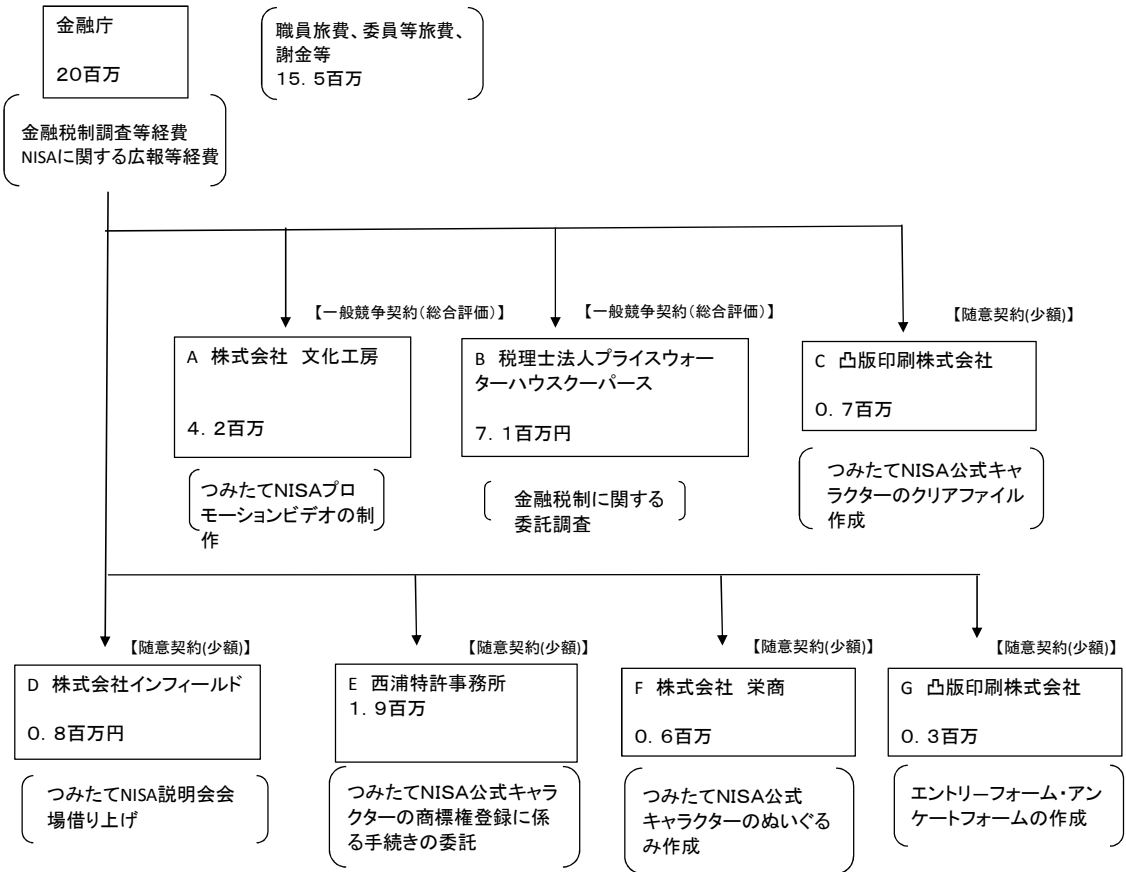 金融庁
20百万
職員旅費、委員等旅費、
謝金等
15．5百万
金融税制調査等経費
NISAに関する広報等経費
【一般競争契約(総合評価)】
A　株式会社　文化工房
4．2百万
つみたてNISAプロ
モーションビデオの制
作
【一般競争契約(総合評価)】
B　税理士法人プライスウォー
ターハウスクーパース
7．1百万円
金融税制に関する
委託調査
【随意契約(少額)】
C　凸版印刷株式会社
0．7百万
つみたてNISA公式キャ
ラクターのクリアファイル
作成
【随意契約(少額)】
D　株式会社インフィールド
0．8百万円
つみたてNISA説明会会
場借り上げ
【随意契約(少額)】
E　西浦特許事務所
1．9百万
つみたてNISA公式キャラ
クターの商標権登録に係
る手続きの委託
【随意契約(少額)】
F　株式会社　栄商
0．6百万
つみたてNISA公式
キャラクターのぬいぐる
み作成
【随意契約(少額)】
G　凸版印刷株式会社
0．3百万
エントリーフォーム・アン
ケートフォームの作成